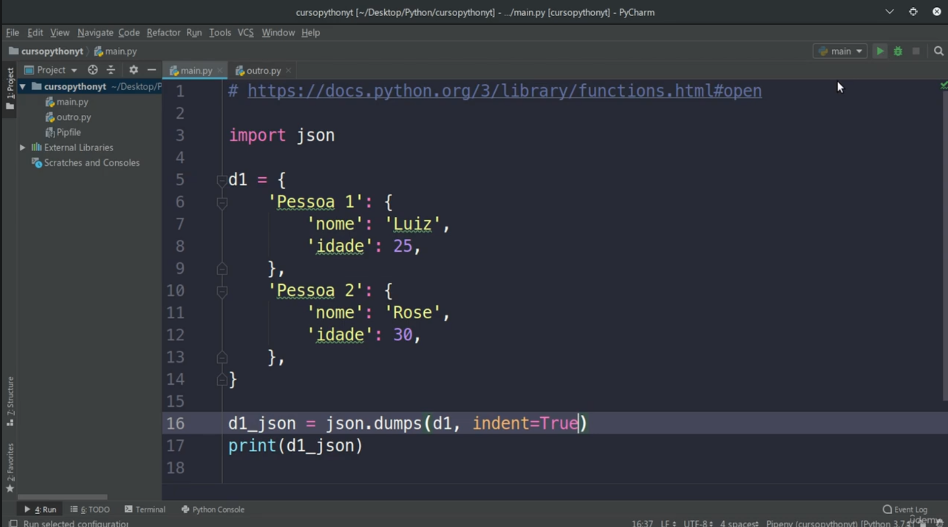 cursopythonyt [~/Desktop/Python/cursopythonyt] - .../main.py [cursopythonyt] - PyCharm
File Edit View Navigate Code Refactor Run Tools VCS Window Help
cursopythonyt main.py
main
Project
main.py
outro.py
1: Project
cursopythonyt ~/Desktop/P
main.py
outro.py
Pipfile
External Libraries
Scratches and Consoles
1 # https://docs.python.org/3/library/functions.html#open
2
3 import json
4
5 d1 = {
6 'Pessoa 1': {
7 'nome': 'Luiz',
8 'idade': 25,
9 },
10 'Pessoa 2': {
11 'nome': 'Rose',
12 'idade': 30,
13 },
14 }
15
16 d1_json = json.dumps(d1, indent=True)
17 print(d1_json)
18
7: Structure
2: Favorites
4: Run 6: TODO Terminal Python Console
Event Log
Run selected configuration
16:37 LF UTF-8 4 spaces Pipenv (cursopythonyt) [Python 3.7
Udemy